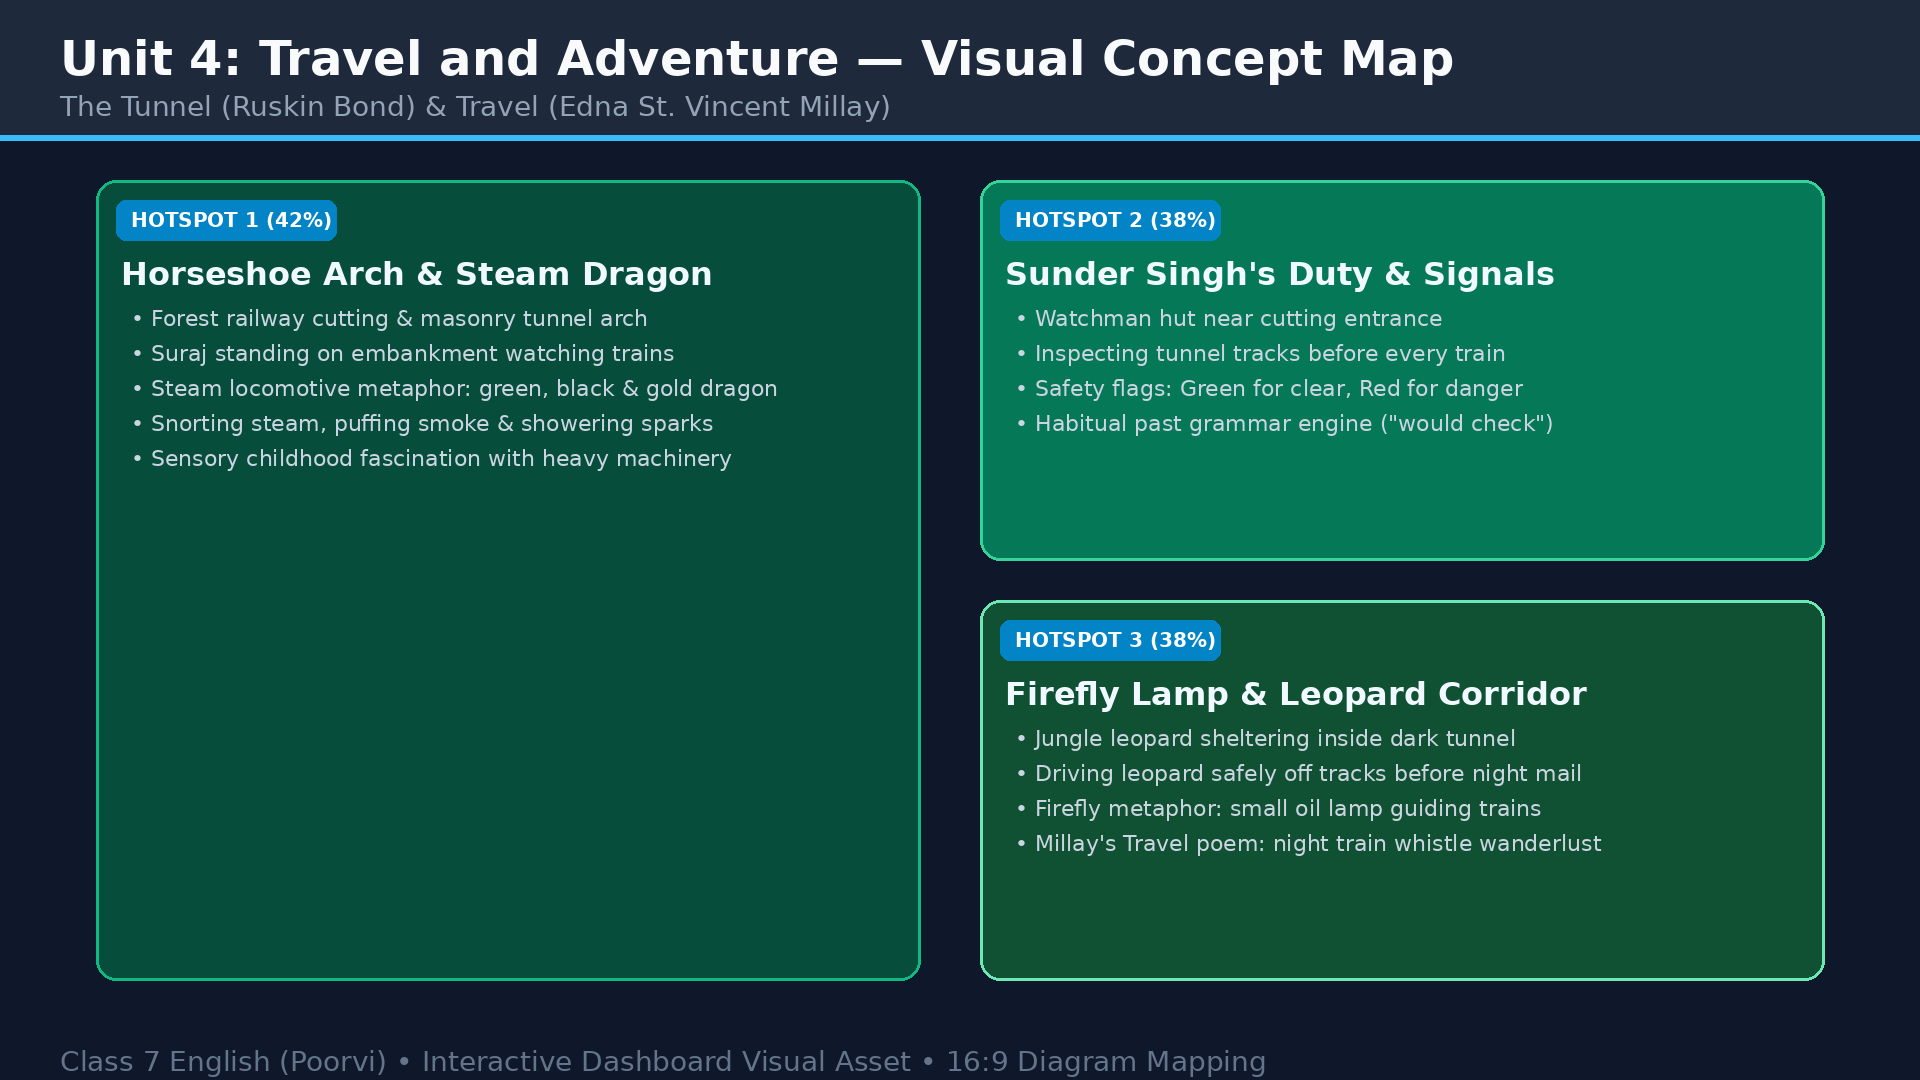 Unit 4: Travel and Adventure — Visual Concept Map
The Tunnel (Ruskin Bond) & Travel (Edna St. Vincent Millay)
HOTSPOT 1 (42%)
Horseshoe Arch & Steam Dragon
• Forest railway cutting & masonry tunnel arch
• Suraj standing on embankment watching trains
• Steam locomotive metaphor: green, black & gold dragon
• Snorting steam, puffing smoke & showering sparks
• Sensory childhood fascination with heavy machinery
HOTSPOT 2 (38%)
Sunder Singh's Duty & Signals
• Watchman hut near cutting entrance
• Inspecting tunnel tracks before every train
• Safety flags: Green for clear, Red for danger
• Habitual past grammar engine ("would check")
HOTSPOT 3 (38%)
Firefly Lamp & Leopard Corridor
• Jungle leopard sheltering inside dark tunnel
• Driving leopard safely off tracks before night mail
• Firefly metaphor: small oil lamp guiding trains
• Millay's Travel poem: night train whistle wanderlust
Class 7 English (Poorvi) • Interactive Dashboard Visual Asset • 16:9 Diagram Mapping